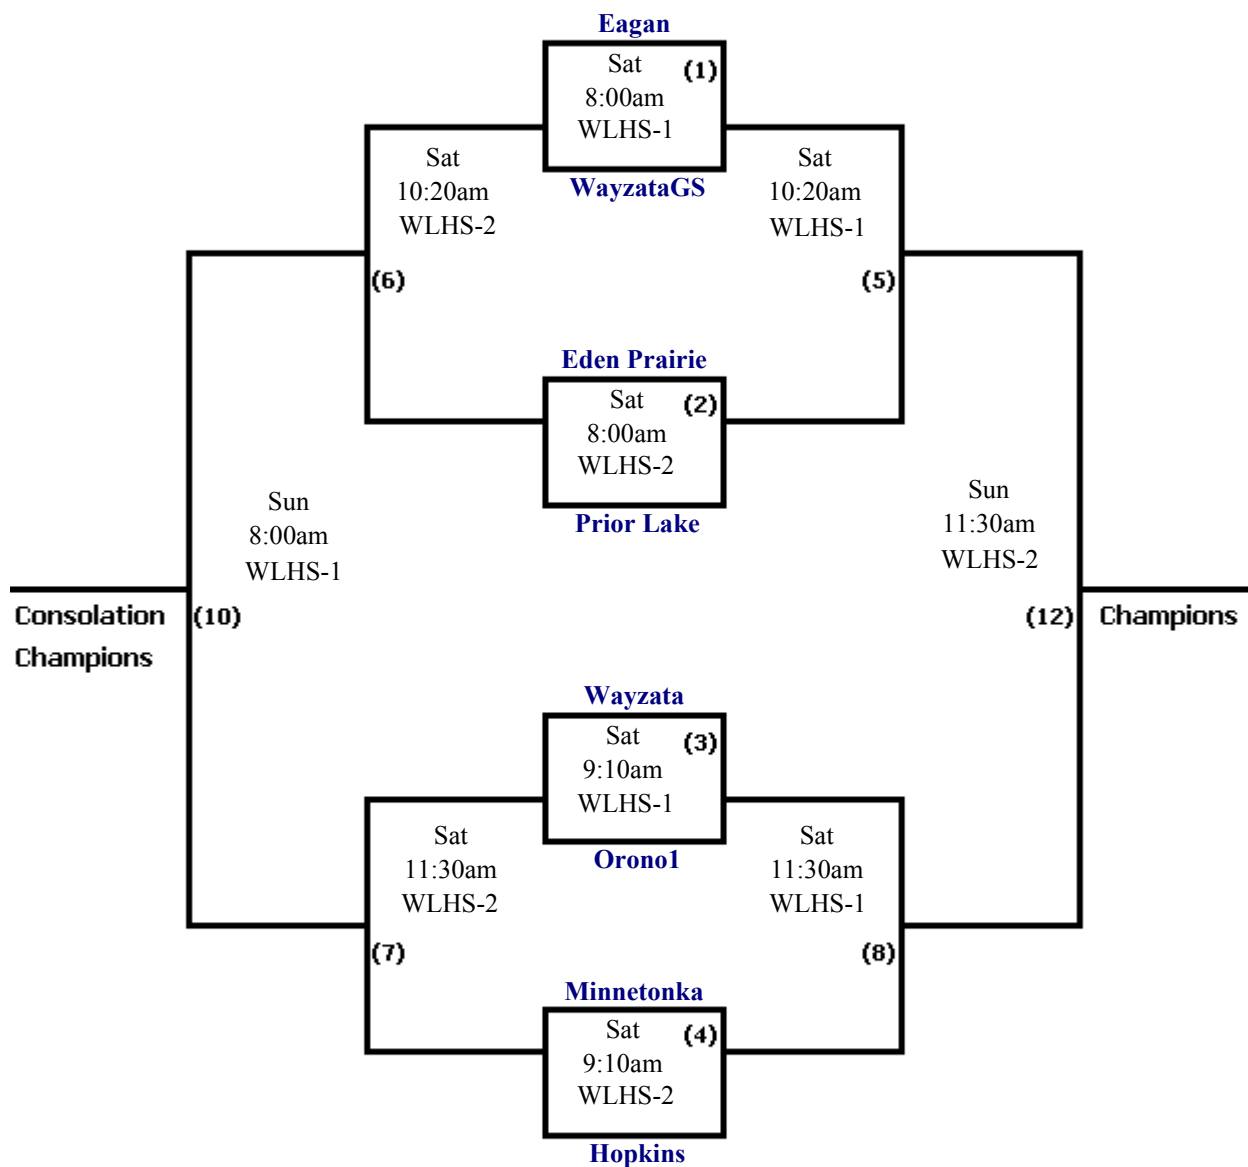 Eagan
Sat
(1)
8:00am
WLHS-1
WayzataGS
Sat
10:20am
WLHS-2
(6)
Sat
10:20am
WLHS-1
(5)
Eden Prairie
Sat
(2)
8:00am
WLHS-2
Prior Lake
Sun
8:00am
WLHS-1
(10)
Consolation
Champions
Sun
11:30am
WLHS-2
(12)
Champions
Wayzata
Sat
(3)
9:10am
WLHS-1
Orono1
Sat
11:30am
WLHS-2
(7)
Sat
11:30am
WLHS-1
(8)
Minnetonka
Sat
(4)
9:10am
WLHS-2
Hopkins